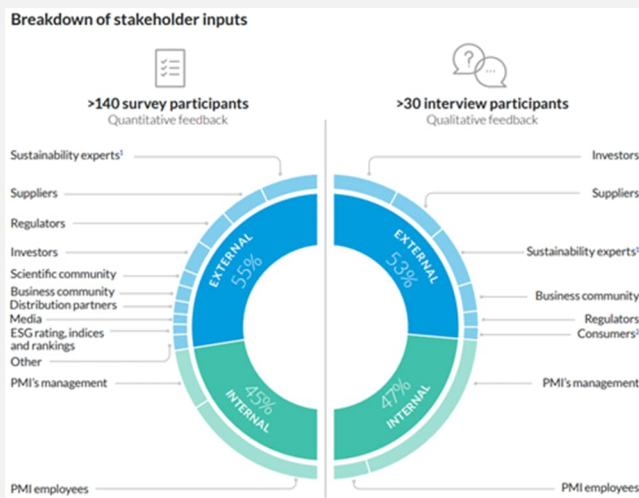 Breakdown of stakeholder inputs
>140 survey participants
Quantitative feedback
Sustainability experts¹
Suppliers
Regulators
Investors
Scientific community
Business community
Distribution partners
Media
ESG rating, indices
and rankings
Other
PMI's management
PMI employees
EXTERNAL
55%
45%
INTERNAL
>30 interview participants
Qualitative feedback
EXTERNAL
53%
47%
INTERNAL
Investors
Suppliers
Sustainability experts¹
Business community
Regulators
Consumers²
PMI's management
PMI employees